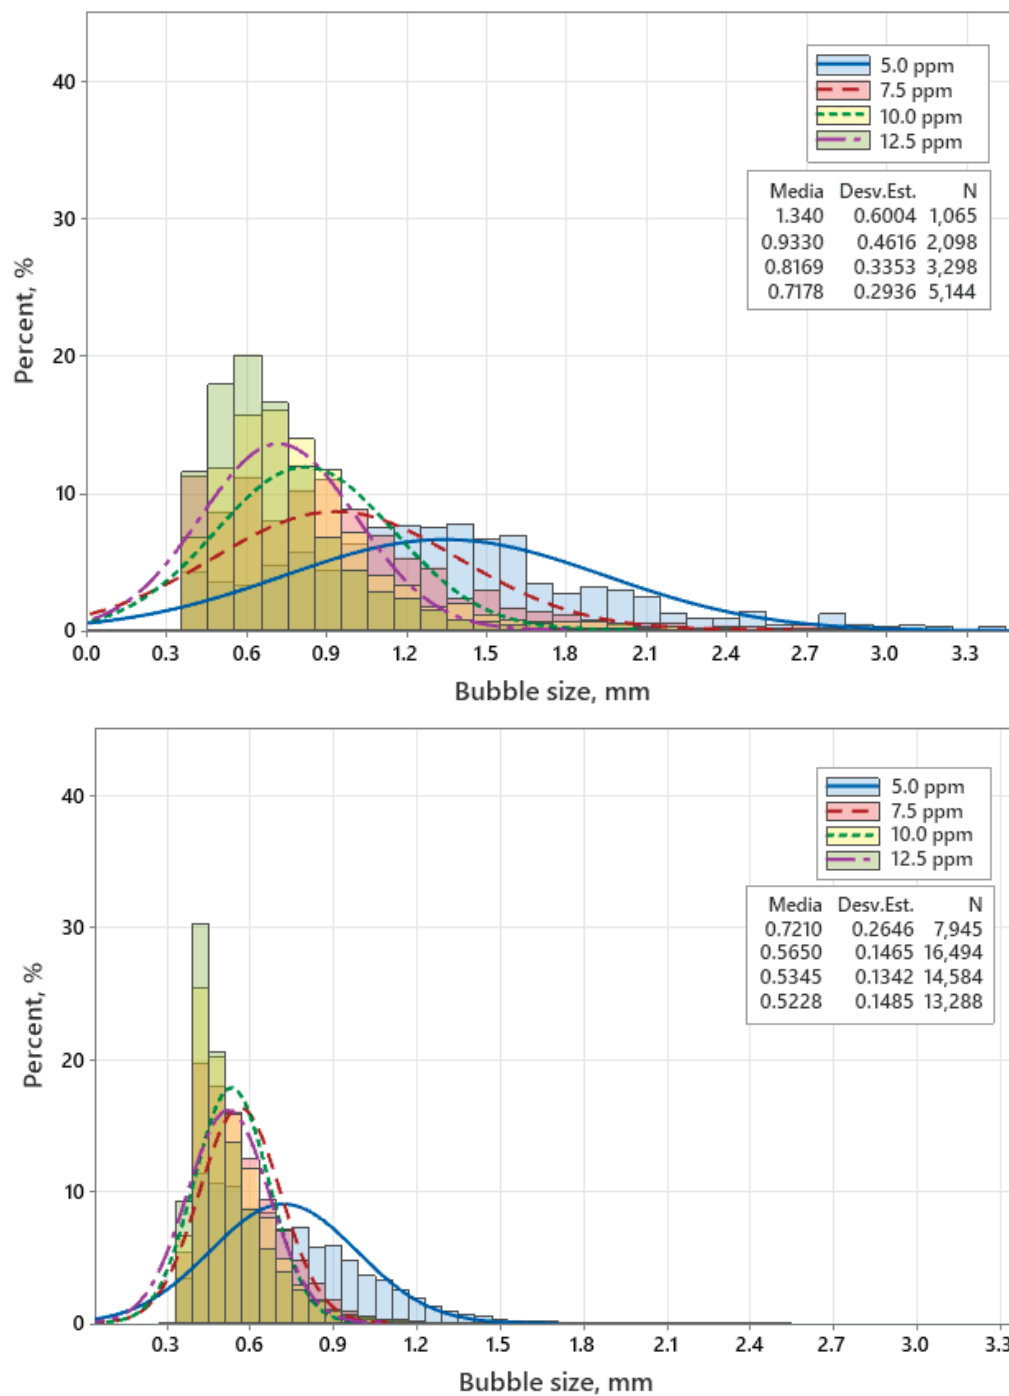 40
30
20
10
0
Percent, %
5.0 ppm
7.5 ppm
10.0 ppm
12.5 ppm
Media Desv.Est. N
1.340 0.6004 1,065
0.9330 0.4616 2,098
0.8169 0.3353 3,298
0.7178 0.2936 5,144
0.0 0.3 0.6 0.9 1.2 1.5 1.8 2.1 2.4 2.7 3.0 3.3
Bubble size, mm
40
30
20
10
0
Percent, %
5.0 ppm
7.5 ppm
10.0 ppm
12.5 ppm
Media Desv.Est. N
0.7210 0.2646 7,945
0.5650 0.1465 16,494
0.5345 0.1342 14,584
0.5228 0.1485 13,288
0.3 0.6 0.9 1.2 1.5 1.8 2.1 2.4 2.7 3.0 3.3
Bubble size, mm